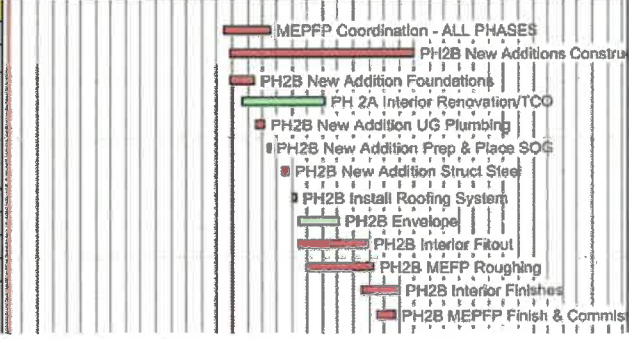 MEPFP Coordination - ALL PHASES
PH2B New Additions Constru
PH2B New Addition Foundations
PH 2A Interior Renovation/TCO
PH2B New Addition UG Plumbing
PH2B New Addition Prep & Place SOG
PH2B New Addition Struct Steel
PH2B Install Roofing System
PH2B Envelope
PH2B Interior Fitout
PH2B MEFP Roughing
PH2B Interior Finishes
PH2B MEPFP Finish & Commis